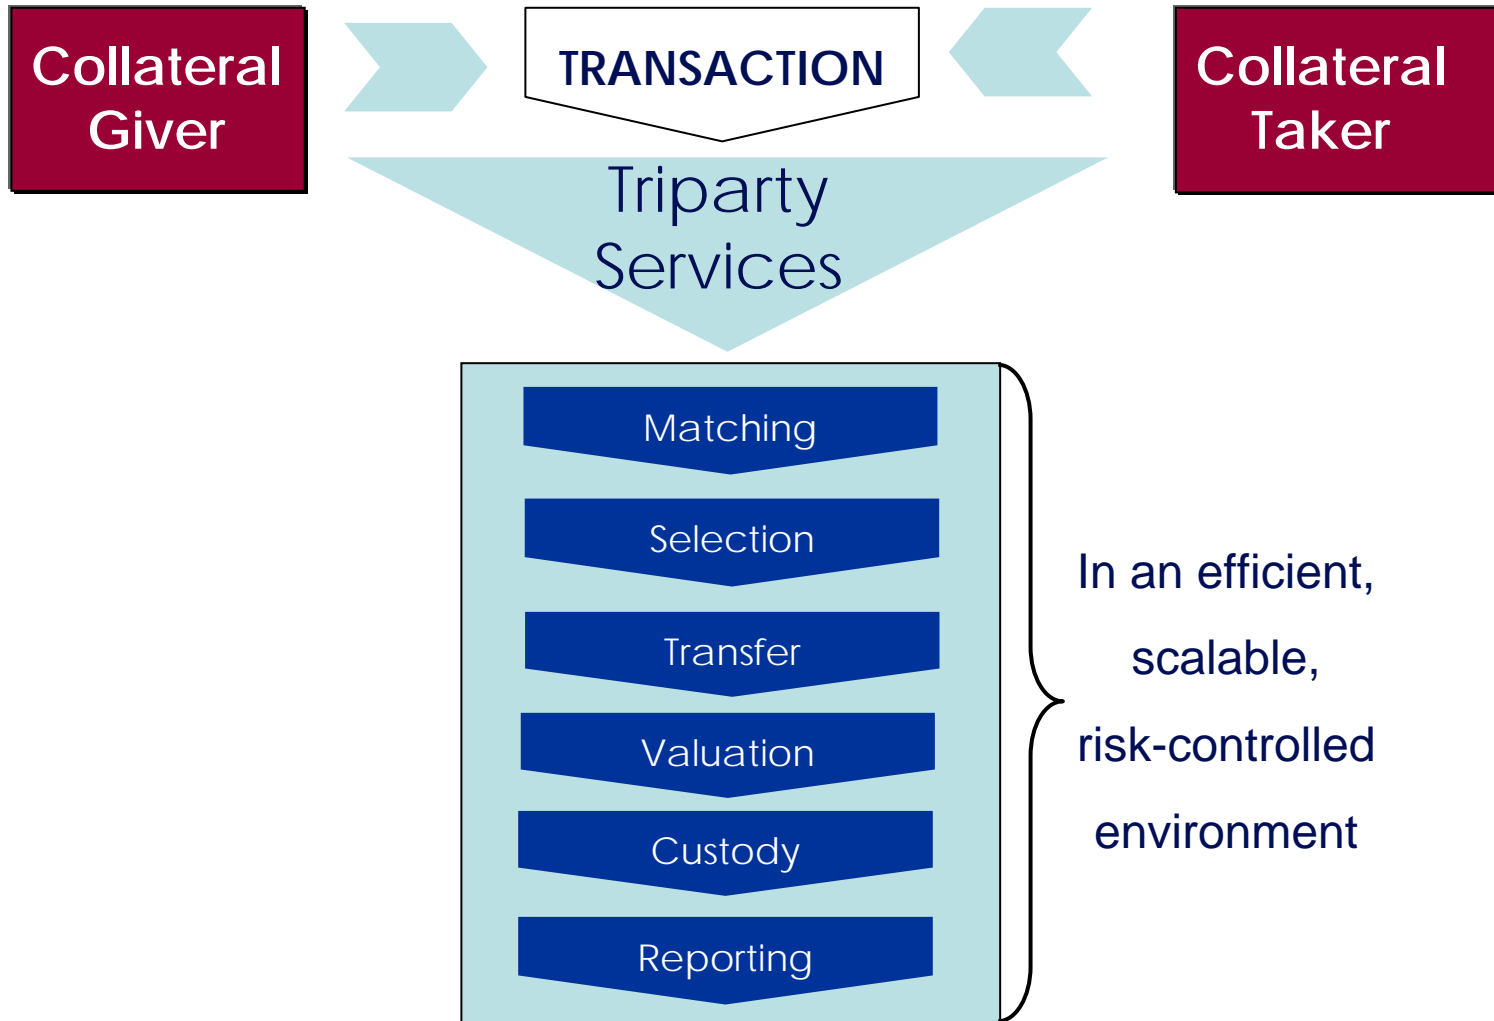 Collateral
Giver
TRANSACTION
Collateral
Taker
Triparty
Services
Matching
Selection
Transfer
Valuation
Custody
Reporting
In an efficient,
scalable,
risk-controlled
environment